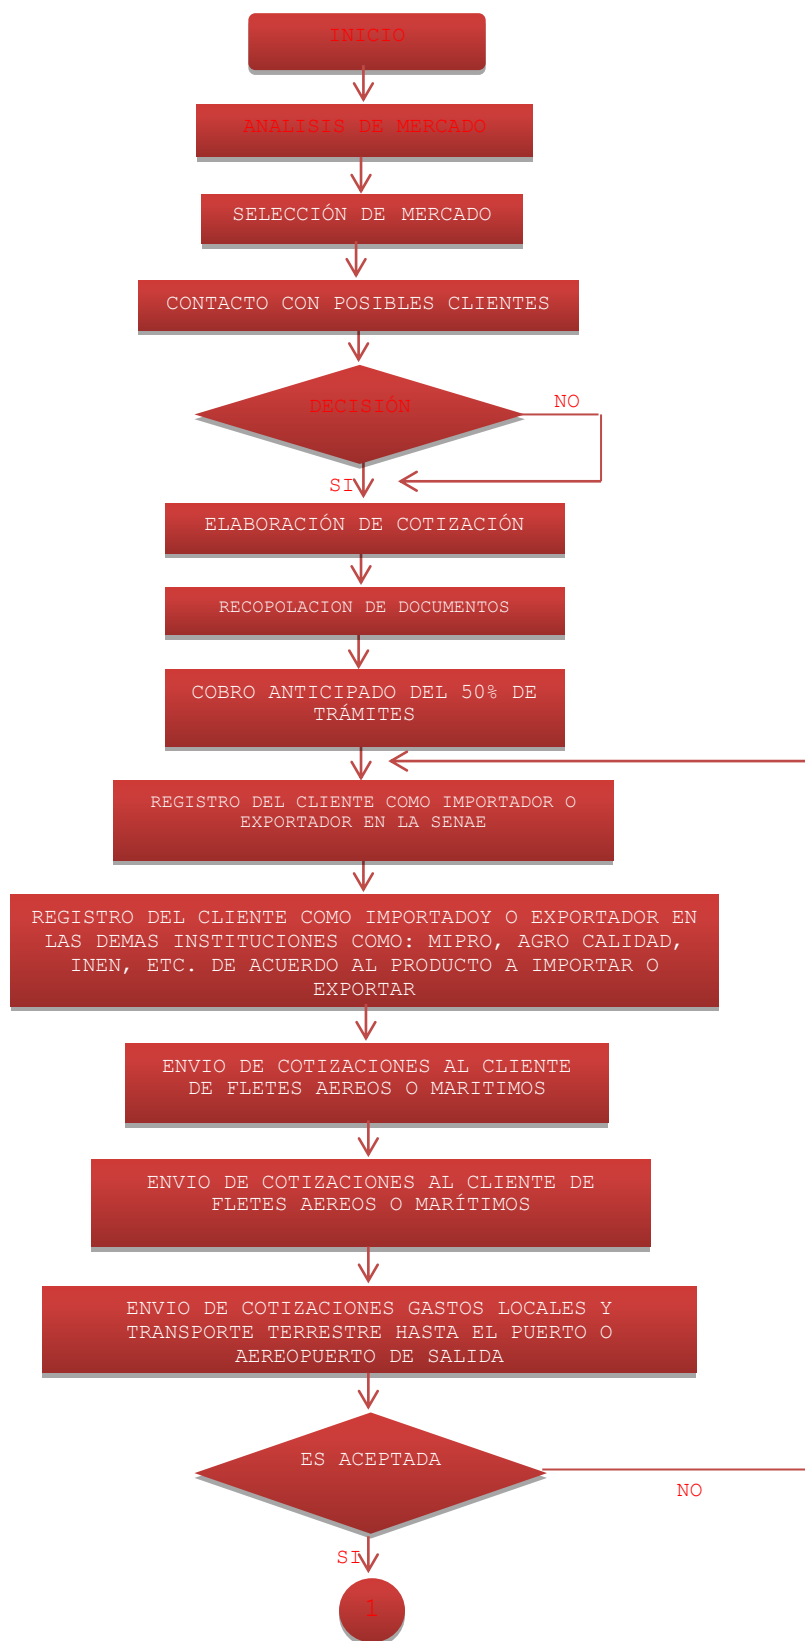 INICIO
ANALISIS DE MERCADO
SELECCIÓN DE MERCADO
CONTACTO CON POSIBLES CLIENTES
DECISIÓN
NO
SI
ELABORACIÓN DE COTIZACIÓN
RECOPOLACION DE DOCUMENTOS
COBRO ANTICIPADO DEL 50% DE
TRÁMITES
REGISTRO DEL CLIENTE COMO IMPORTADOR O
EXPORTADOR EN LA SENAE
REGISTRO DEL CLIENTE COMO IMPORTADOY O EXPORTADOR EN
LAS DEMAS INSTITUCIONES COMO: MIPRO, AGRO CALIDAD,
INEN, ETC. DE ACUERDO AL PRODUCTO A IMPORTAR O
EXPORTAR
ENVIO DE COTIZACIONES AL CLIENTE
DE FLETES AEREOS O MARITIMOS
ENVIO DE COTIZACIONES AL CLIENTE DE
FLETES AEREOS O MARÍTIMOS
ENVIO DE COTIZACIONES GASTOS LOCALES Y
TRANSPORTE TERRESTRE HASTA EL PUERTO O
AEREOPUERTO DE SALIDA
ES ACEPTADA
NO
SI
1